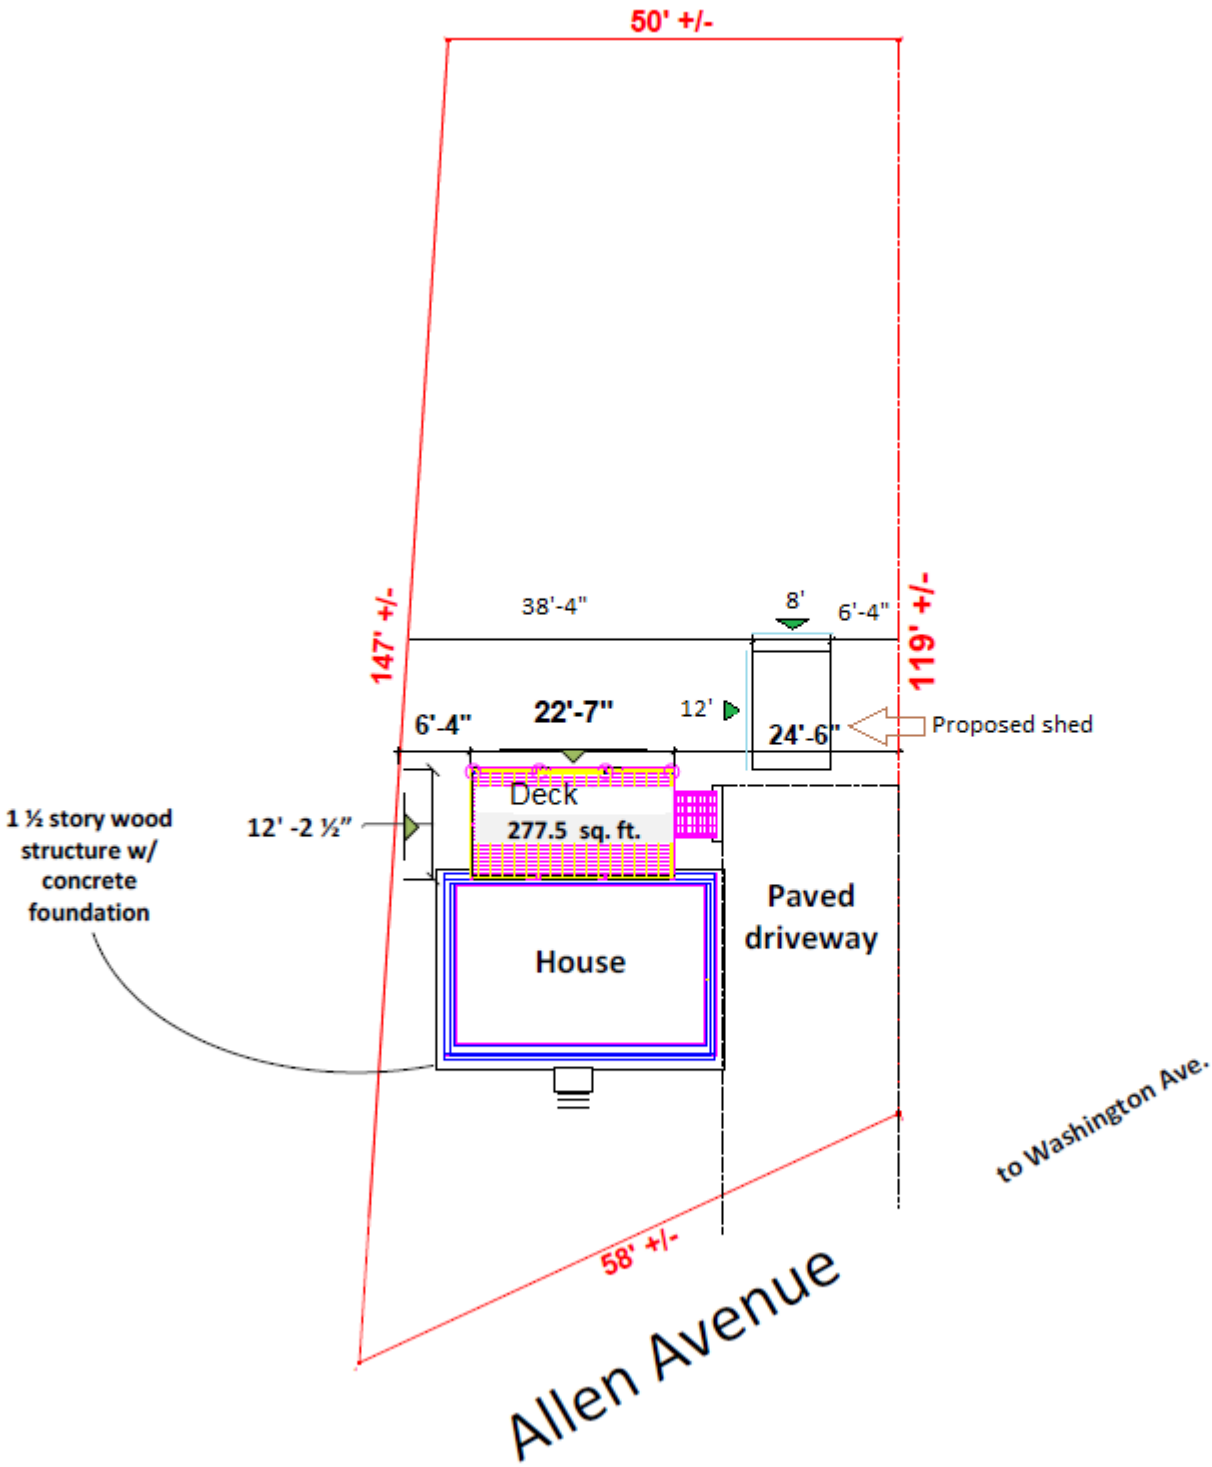 50' +/-
147' +/-
119' +/-
38'-4"
8'
6'-4"
6'-4"
22'-7"
12'
24'-6"
Proposed shed
Deck
277.5 sq. ft.
12' -2 ½”
1 ½ story wood
structure w/
concrete
foundation
House
Paved
driveway
to Washington Ave.
58' +/-
Allen Avenue